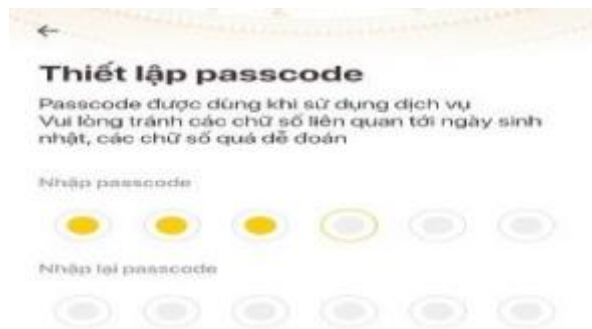 Thiết lập passcode
Passcode được dùng khi sử dụng dịch vụ
Vui lòng tránh các chữ số liên quan tới ngày sinh
nhật, các chữ số quá dễ đoán
Nhập passcode
Nhập lại passcode